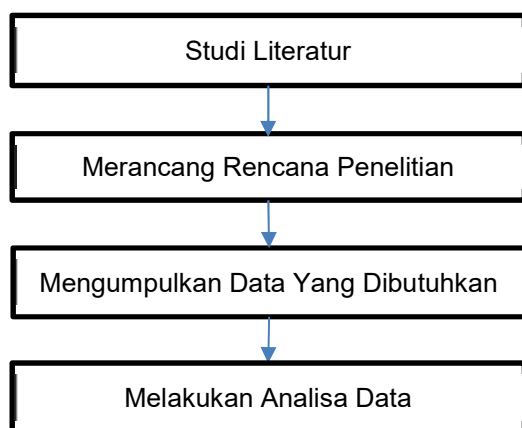 Studi Literatur
Merancang Rencana Penelitian
Mengumpulkan Data Yang Dibutuhkan
Melakukan Analisa Data